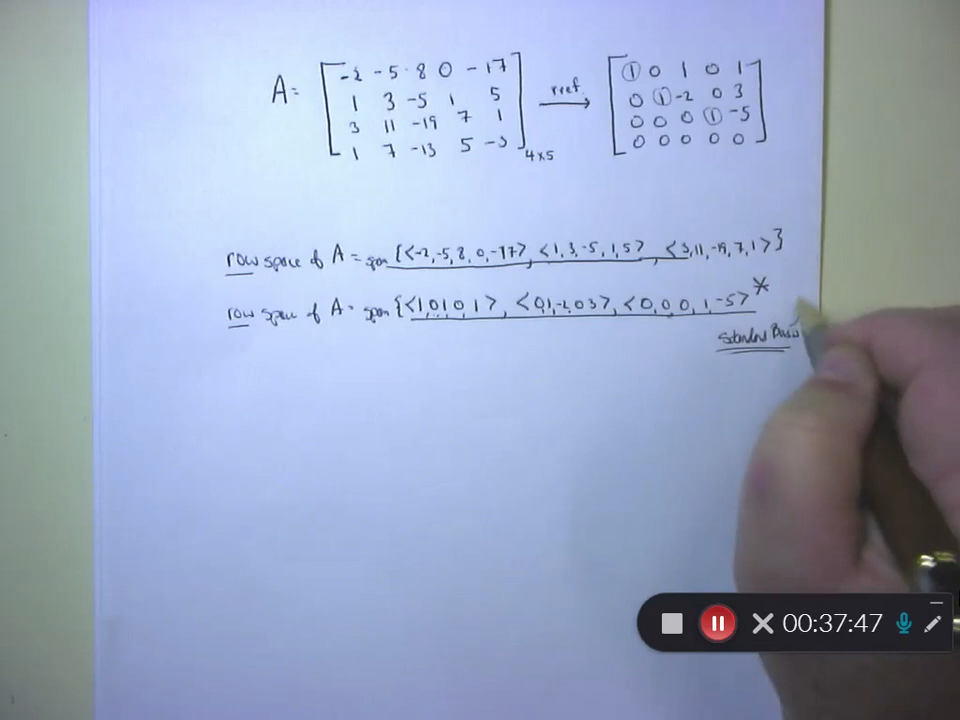 A = [ -2 -5 8 0 -17 ] rref → [ 1 0 1 0 1 ]
1 3 -5 1 5 0 1 -2 0 3
3 11 -19 7 1 0 0 0 1 -5
1 7 -13 5 -3 0 0 0 0 0
4x5
row space of A = span {<-2, -5, 8, 0, -17>, <1, 3, -5, 1, 5>, <3, 11, -19, 7, 1>}
row space of A = span {<1, 0, 1, 0, 1>, <0, 1, -2, 0 3>, <0, 0, 0, 1, -5> *
Standard Basis
00:37:47